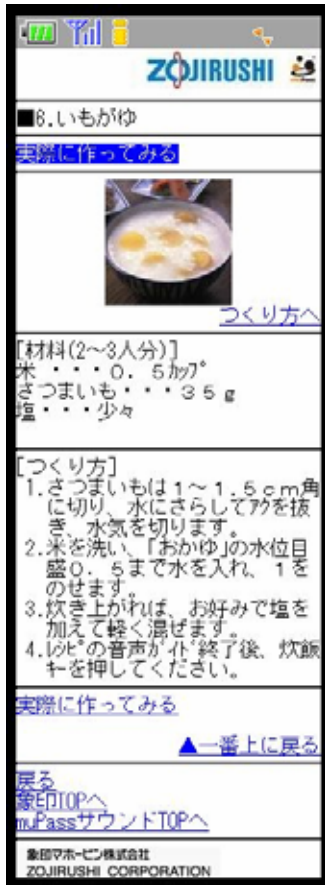 ZOJIRUSHI
■6.いもがゆ
実際に作ってみる
つくり方へ
[材料(2～3人分)]
米 ・・・0．5ｶｯﾌﾟ
さつまいも・・・35g
塩・・・少々
[つくり方]
1.さつまいもは1～1.5cm角
に切り、水にさらしてｱｸを抜
き、水気を切ります。
2.米を洗い、「おかゆ」の水位目
盛0．5まで水を入れ、1を
のせます。
3.炊き上がれば、お好みで塩を
加えて軽く混ぜます。
4.ﾚｼﾋﾟの音声ｶﾞｲﾄﾞ終了後、炊飯
ｷｰを押してください。
実際に作ってみる
▲一番上に戻る
戻る
象印TOPへ
muPassサウンドTOPへ
象印マホービン株式会社
ZOJIRUSHI CORPORATION